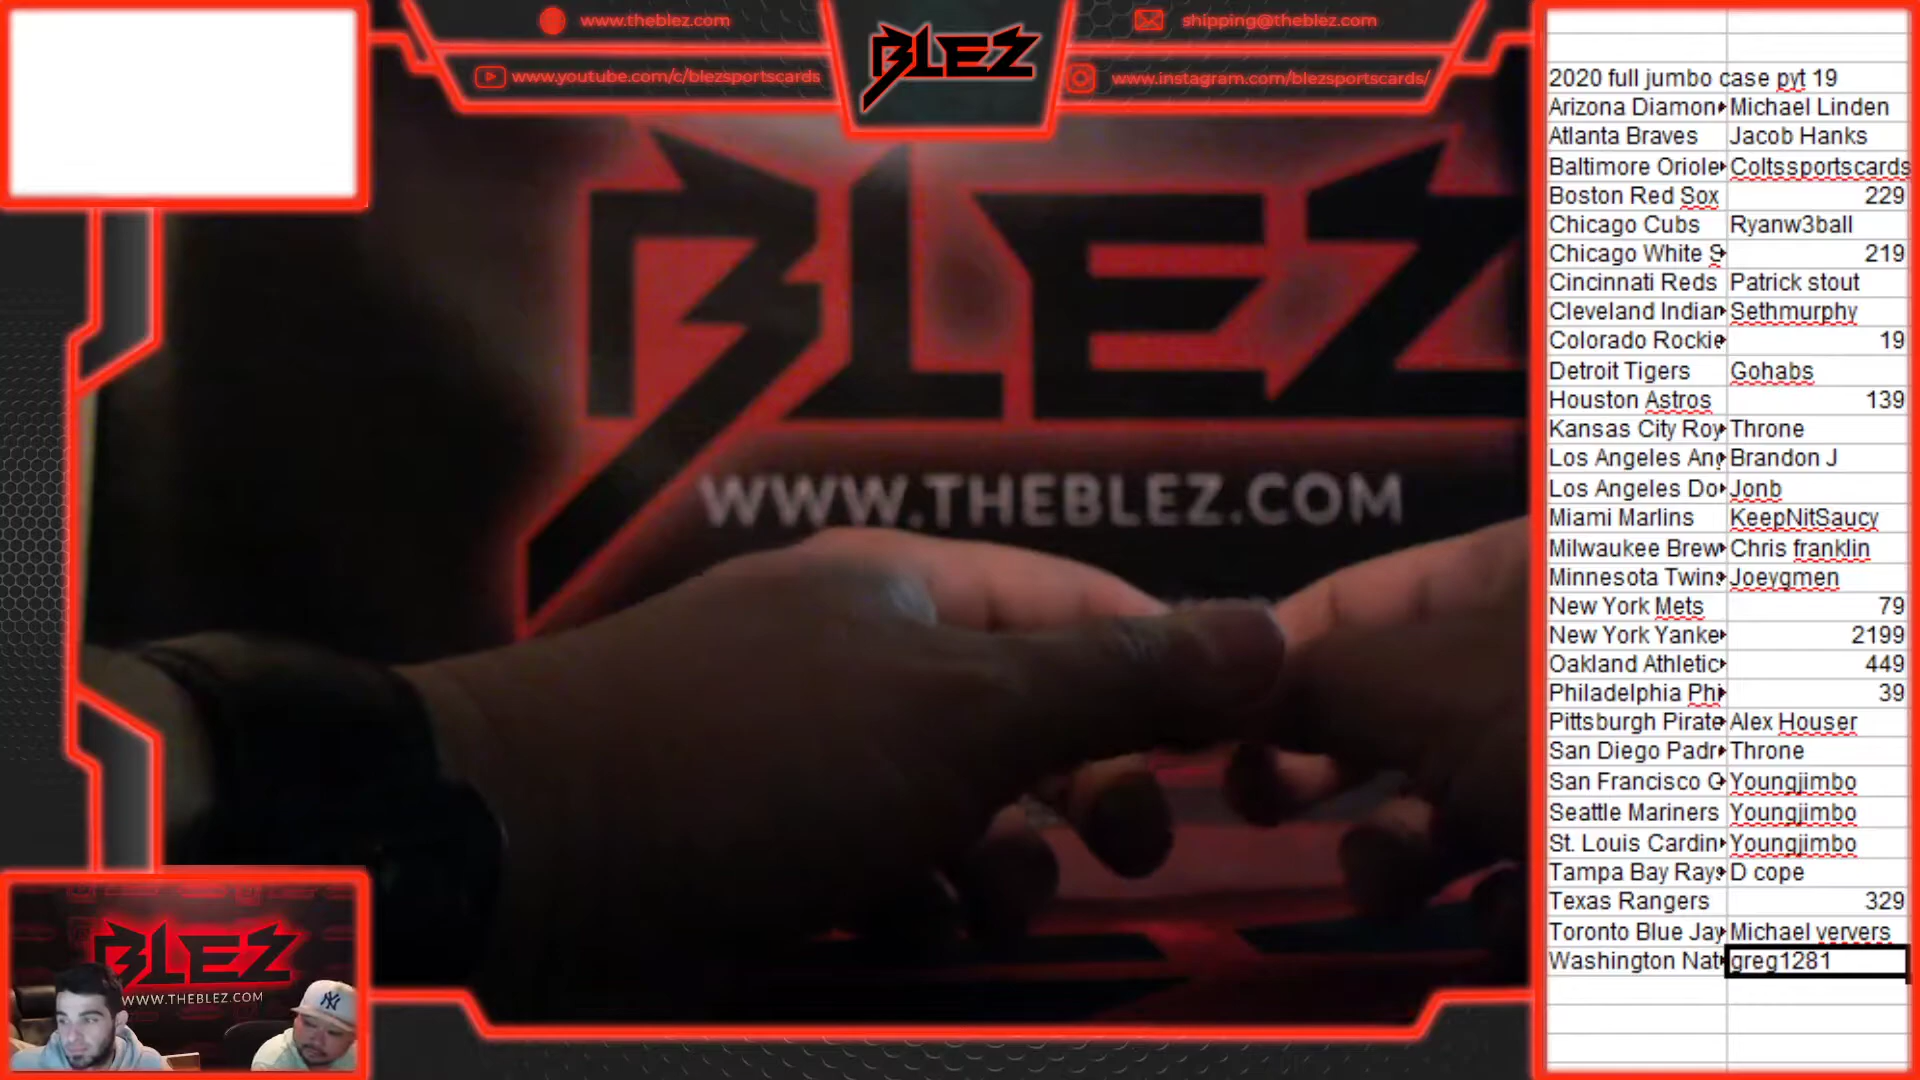 www.theblez.com
www.youtube.com/c/blezsportscards
BLEZ
shipping@theblez.com
www.instagram.com/blezsportscards/
BLEZ
WWW.THEBLEZ.COM
BLEZ
WWW.THEBLEZ.COM
NY
2020 full jumbo case pyt 19
Arizona Diamon Michael Linden
Atlanta Braves Jacob Hanks
Baltimore Oriole Coltssportscards
Boston Red Sox 229
Chicago Cubs Ryanw3ball
Chicago White S 219
Cincinnati Reds Patrick stout
Cleveland Indian Sethmurphy
Colorado Rockie 19
Detroit Tigers Gohabs
Houston Astros 139
Kansas City Roy Throne
Los Angeles Ang Brandon J
Los Angeles Do Jonb
Miami Marlins KeepNitSaucy
Milwaukee Brew Chris franklin
Minnesota Twins Joeygmen
New York Mets 79
New York Yanke 2199
Oakland Athletic 449
Philadelphia Phi 39
Pittsburgh Pirate Alex Houser
San Diego Padr Throne
San Francisco G Youngjimbo
Seattle Mariners Youngjimbo
St. Louis Cardin Youngjimbo
Tampa Bay Rays D cope
Texas Rangers 329
Toronto Blue Jay Michael ververs
Washington Nat greg1281